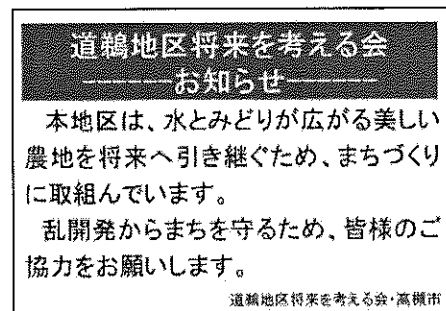 道鵜地区将来を考える会
------お知らせ------
本地区は、水とみどりが広がる美しい
農地を将来へ引き継ぐため、まちづくり
に取組んでいます。
乱開発からまちを守るため、皆様のご
協力をお願いします。
道鵜地区将来を考える会・高槻市